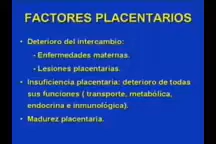 FACTORES PLACENTARIOS
• Deterioro del intercambio:
- Enfermedades maternas.
- Lesiones placentarias.
• Insuficiencia placentaria: deterioro de todas
sus funciones ( transporte, metabólica,
endocrina e inmunológica).
• Madurez placentaria.